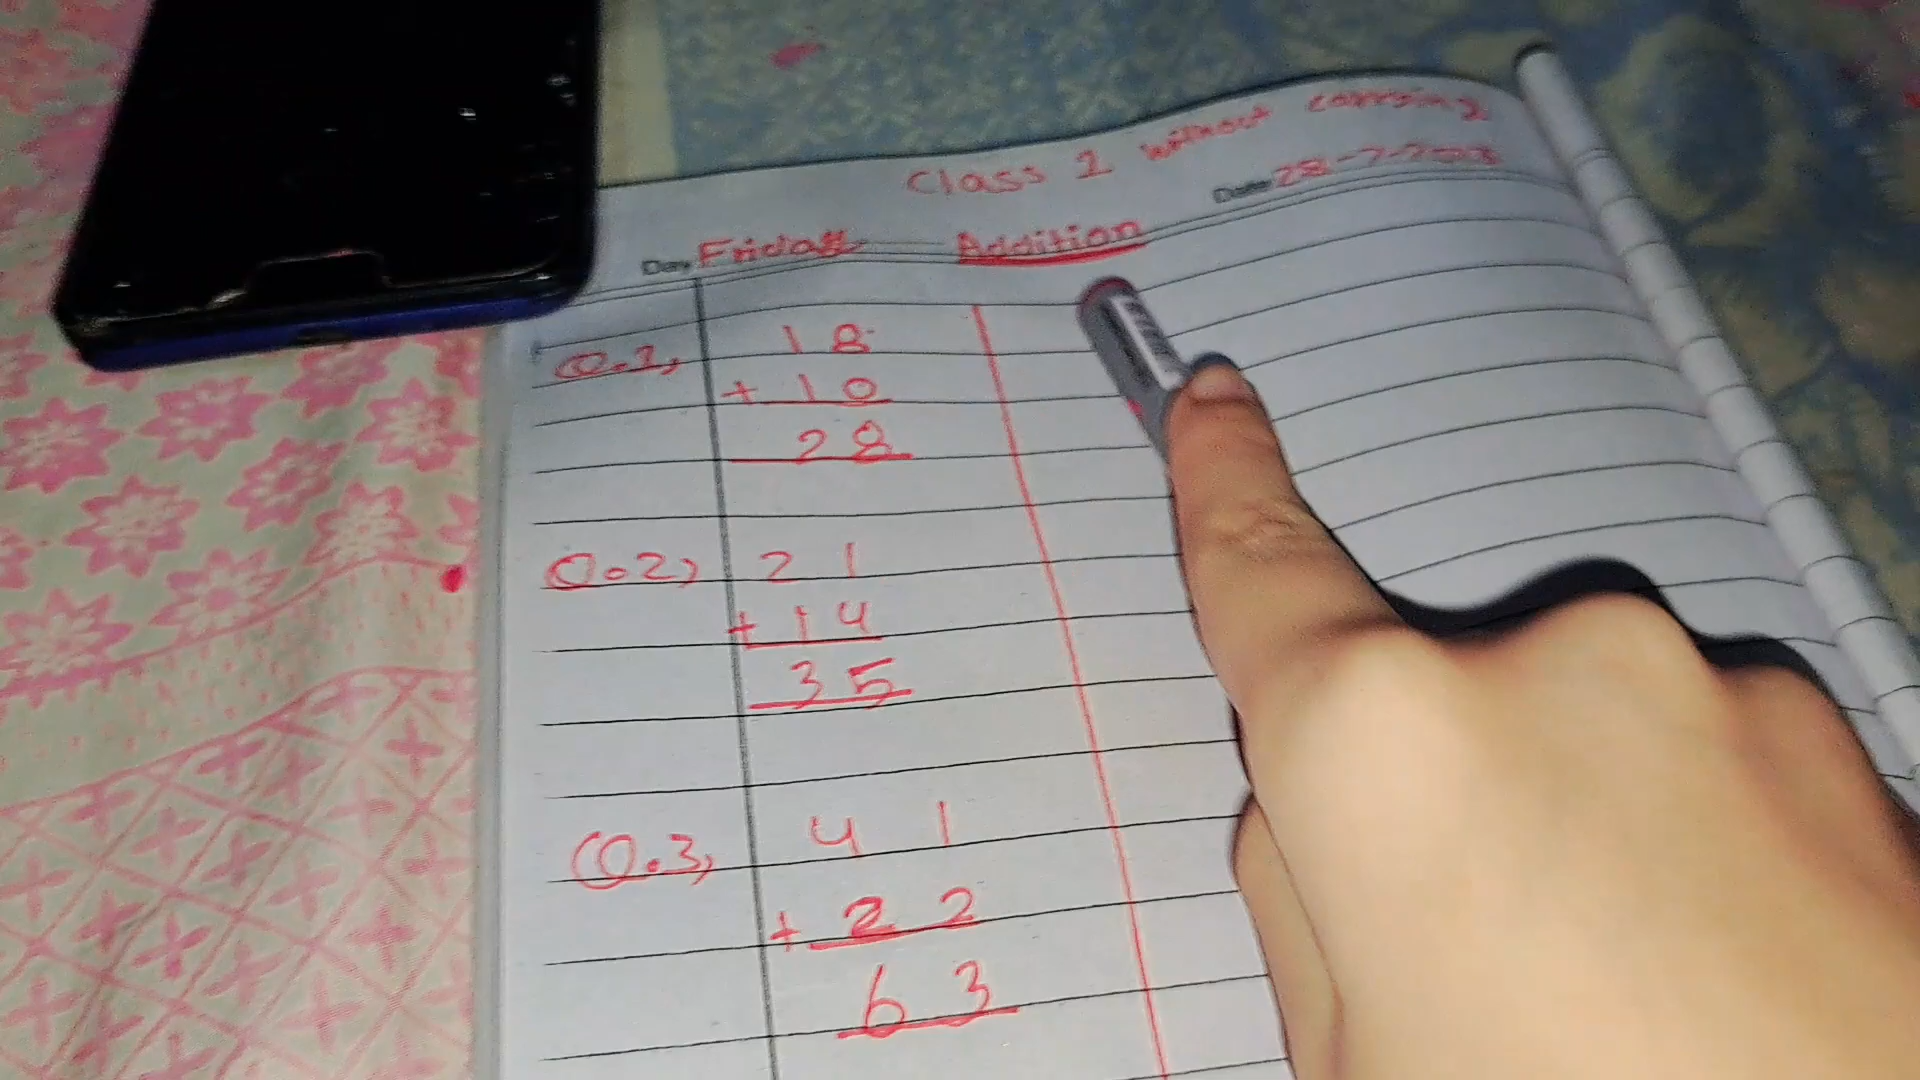 Class 2 without carrying
Day Friday Addition Date 28-7-2023
Q.1, 18
+ 10
28
Q.2, 21
+ 14
35
Q.3, 41
+ 22
63